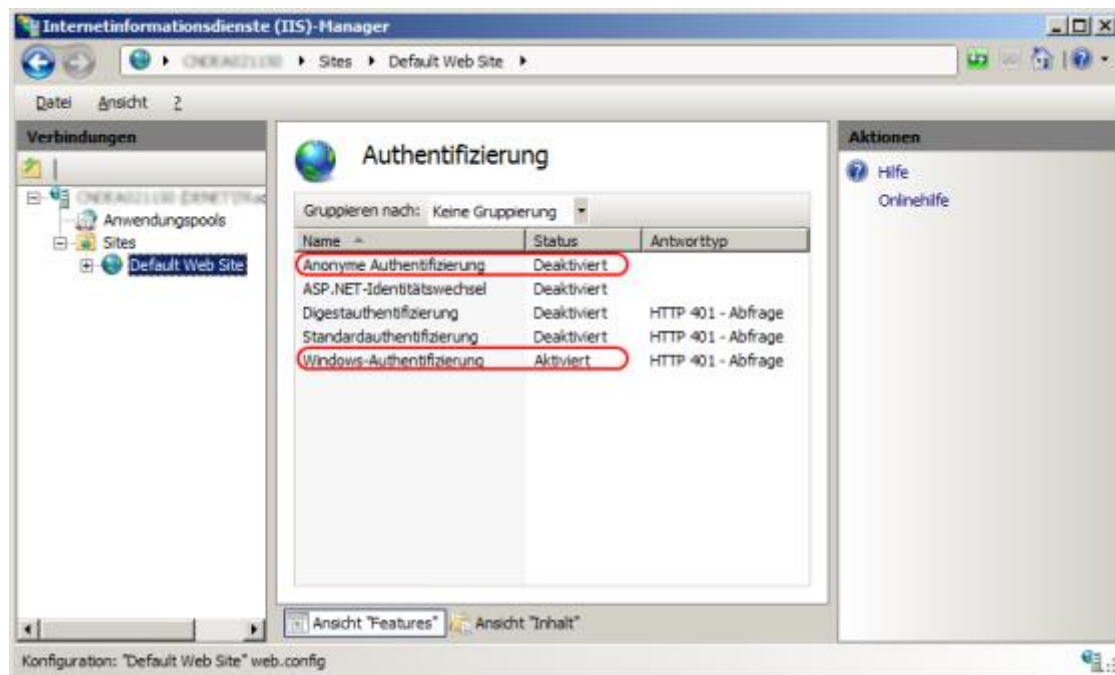 Internetinformationsdienste (IIS)-Manager
Sites Default Web Site
Datei Ansicht ?
Verbindungen
Anwendungspools
Sites
Default Web Site
Authentifizierung
Gruppieren nach: Keine Gruppierung
Name Status Antworttyp
Anonyme Authentifizierung Deaktiviert
ASP.NET-Identitätswechsel Deaktiviert
Digestauthentifizierung Deaktiviert HTTP 401 - Abfrage
Standardauthentifizierung Deaktiviert HTTP 401 - Abfrage
Windows-Authentifizierung Aktiviert HTTP 401 - Abfrage
Aktionen
Hilfe
Onlinehilfe
Ansicht "Features" Ansicht "Inhalt"
Konfiguration: "Default Web Site" web.config